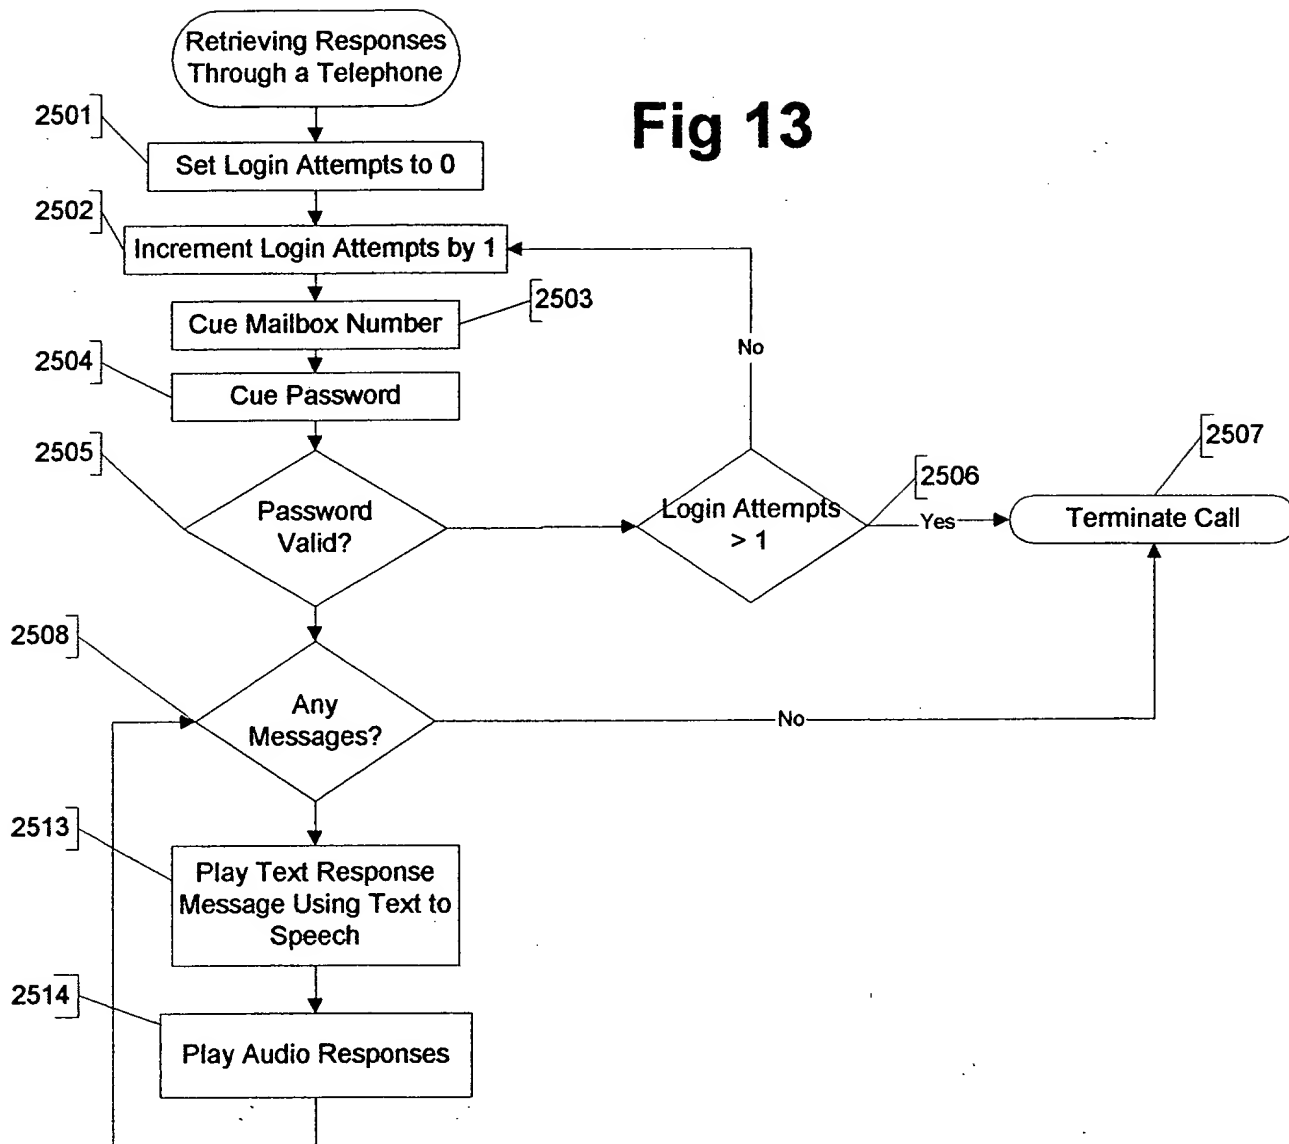 Retrieving Responses
Through a Telephone
Fig 13
2501
Set Login Attempts to 0
2502
Increment Login Attempts by 1
2503
Cue Mailbox Number
No
2504
Cue Password
2505
Password
Valid?
2506
Login Attempts
> 1
Yes
2507
Terminate Call
2508
Any
Messages?
No
2513
Play Text Response
Message Using Text to
Speech
2514
Play Audio Responses